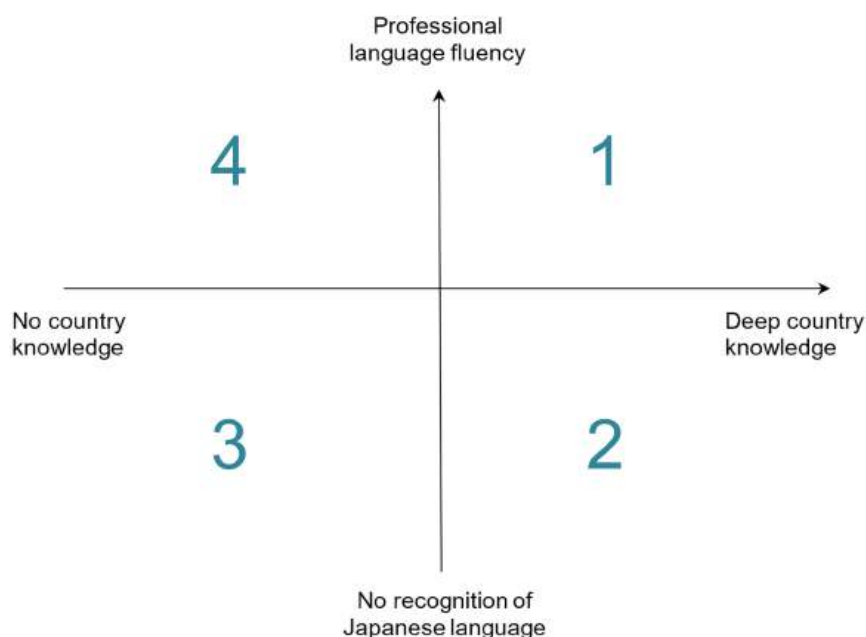 Professional
language fluency
4
1
No country
knowledge
Deep country
knowledge
3
2
No recognition of
Japanese language